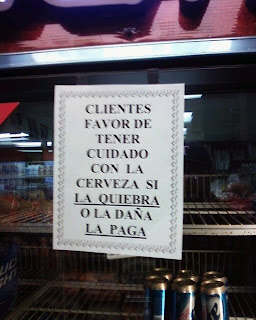 CLIENTES
FAVOR DE
TENER
CUIDADO
CON LA
CERVEZA SI
LA QUIEBRA
O LA DAÑA
LA PAGA